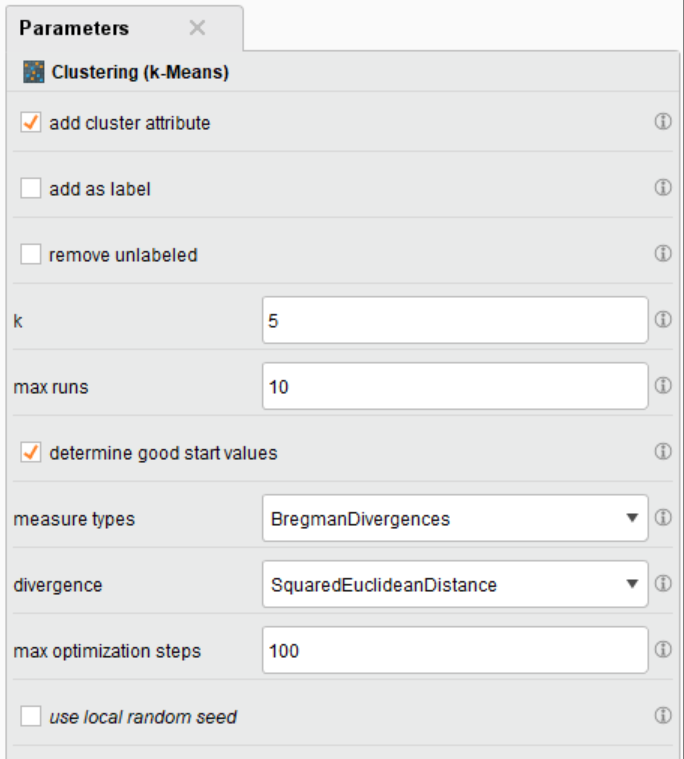 Parameters
Clustering (k-Means)
add cluster attribute
add as label
remove unlabeled
k 5
max runs 10
determine good start values
measure types BregmanDivergences
divergence SquaredEuclideanDistance
max optimization steps 100
use local random seed